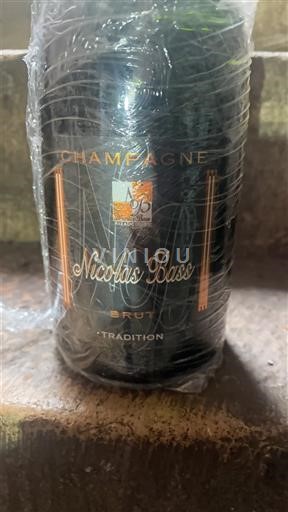 CHAMPAGNE
VINIOU
Nicolas Bass
BRUT
•TRADITION